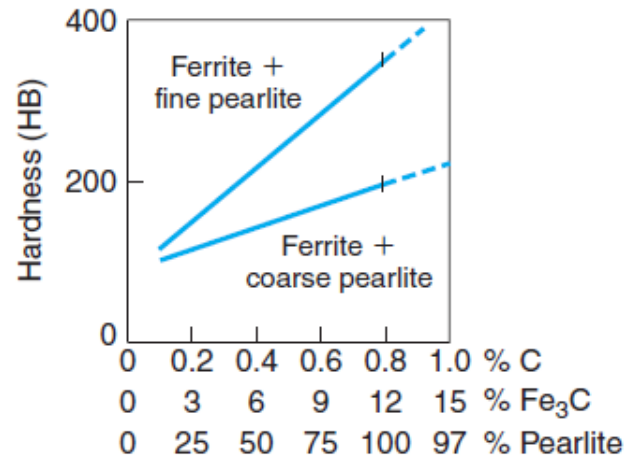 400
Ferrite +
fine pearlite
Hardness (HB)
200
Ferrite +
coarse pearlite
0
0 0.2 0.4 0.6 0.8 1.0 % C
0 3 6 9 12 15 % Fe₃C
0 25 50 75 100 97 % Pearlite